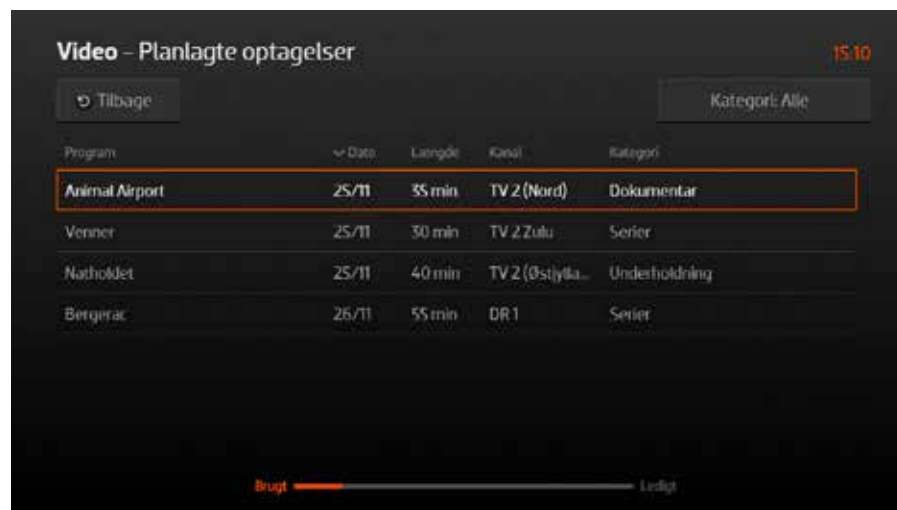 Video – Planlagte optagelser
15:10
Tilbage
Kategori: Alle
Program Dato Længde Kanal Kategori
Animal Airport 25/11 35 min TV 2 (Nord) Dokumentar
Venner 25/11 30 min TV 2 Zulu Serier
Natholdet 25/11 40 min TV 2 (Østjylla... Underholdning
Bergerac 26/11 55 min DR 1 Serier
Brugt Ledigt